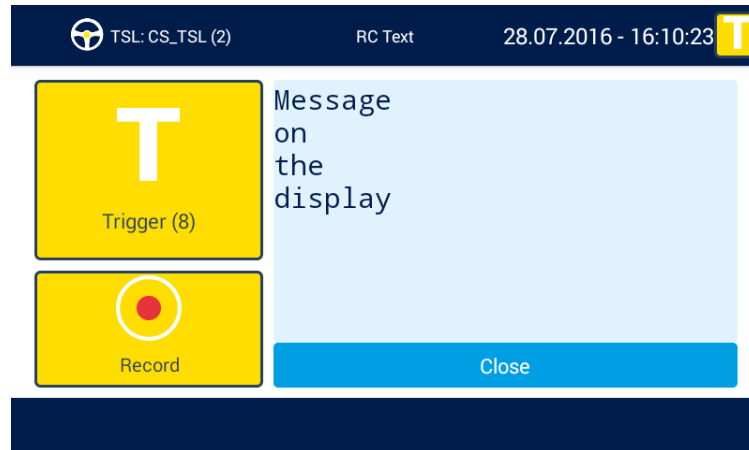 TSL: CS_TSL (2)
RC Text
28.07.2016 - 16:10:23
T
T
Trigger (8)
Record
Message
on
the
display
Close